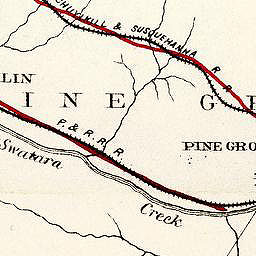 SCHUYLKILL & SUSQUEHANNA R. R.
LIN
INE G
P. & R. R. R.
PINE GRO
Swatara
Creek